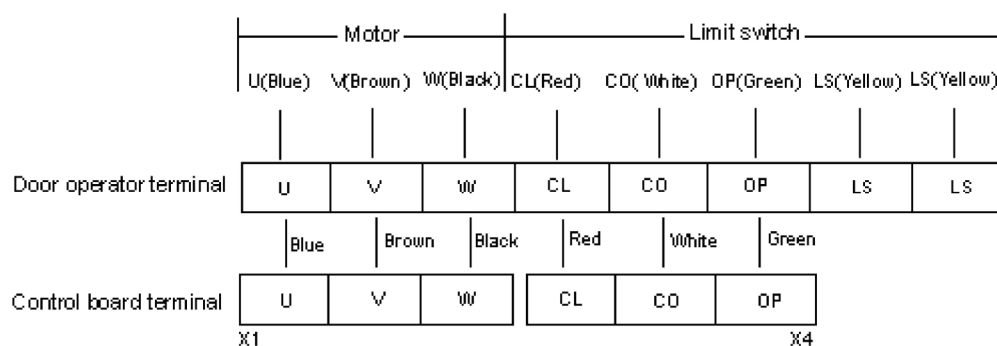 Motor Limit switch
U(Blue) V(Brown) W(Black) CL(Red) CO( White) OP(Green) LS(Yellow) LS(Yellow)
Door operator terminal U V W CL CO OP LS LS
Blue Brown Black Red White Green
Control board terminal U V W CL CO OP
X1 X4